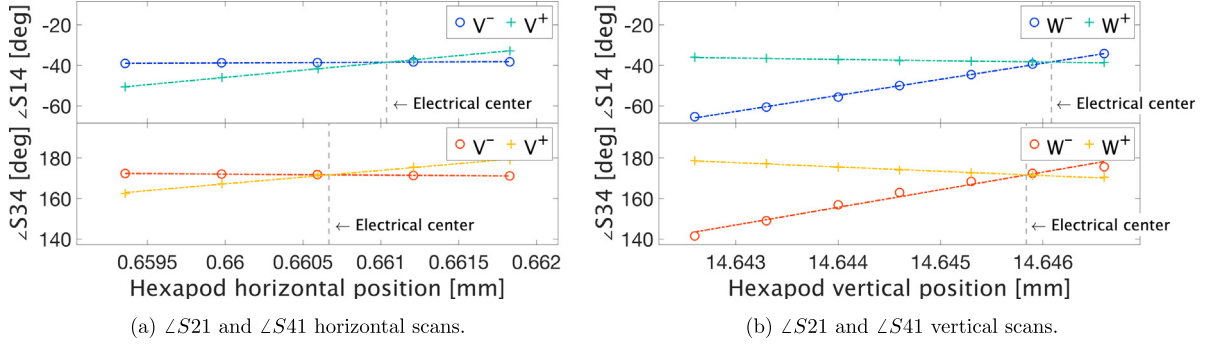 ∠S14 [deg]
-20
-40
-60
V⁻ V⁺
← Electrical center
∠S34 [deg]
180
160
140
V⁻ V⁺
← Electrical center
0.6595 0.66 0.6605 0.661 0.6615 0.662
Hexapod horizontal position [mm]
(a) ∠S21 and ∠S41 horizontal scans.
∠S14 [deg]
-20
-40
-60
W⁻ W⁺
← Electrical center
∠S34 [deg]
180
160
140
W⁻ W⁺
← Electrical center
14.643 14.644 14.645 14.646
Hexapod vertical position [mm]
(b) ∠S21 and ∠S41 vertical scans.